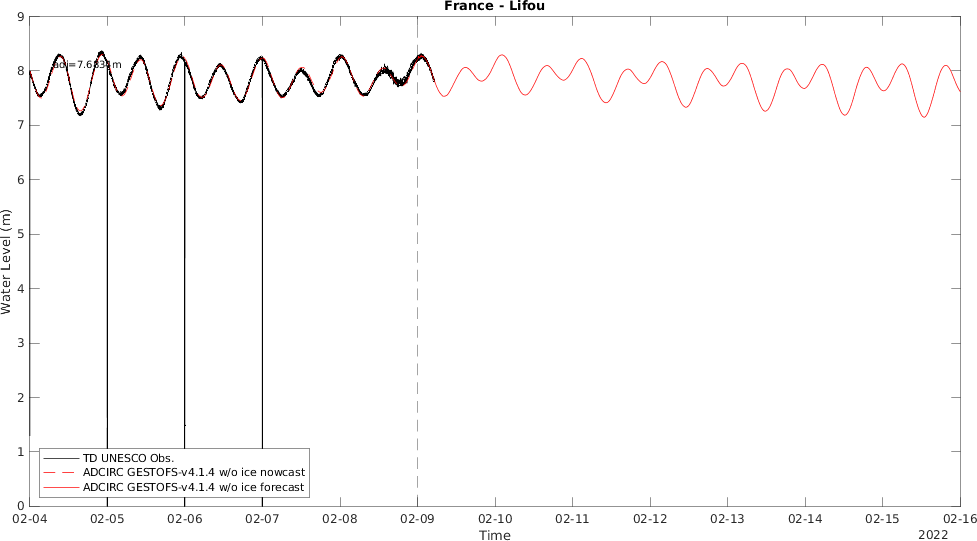 France - Lifou
9
8
7
6
5
4
3
2
1
0
Water Level (m)
adj=7.6834m
TD UNESCO Obs.
ADCIRC GESTOFS-v4.1.4 w/o ice nowcast
ADCIRC GESTOFS-v4.1.4 w/o ice forecast
02-04 02-05 02-06 02-07 02-08 02-09 02-10 02-11 02-12 02-13 02-14 02-15 02-16
Time
2022